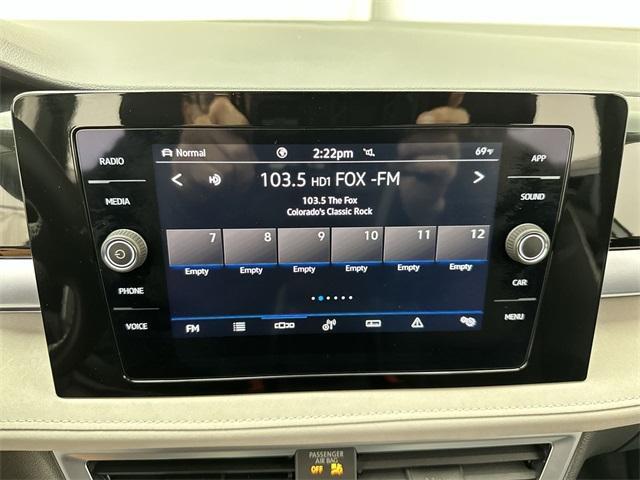 RADIO
MEDIA
PHONE
VOICE
Normal
2:22pm
69°F
103.5 HD1 FOX -FM
103.5 The Fox
Colorado's Classic Rock
7 8 9 10 11 12
Empty Empty Empty Empty Empty Empty
FM
APP
SOUND
CAR
MENU
PASSENGER
AIR BAG
OFF